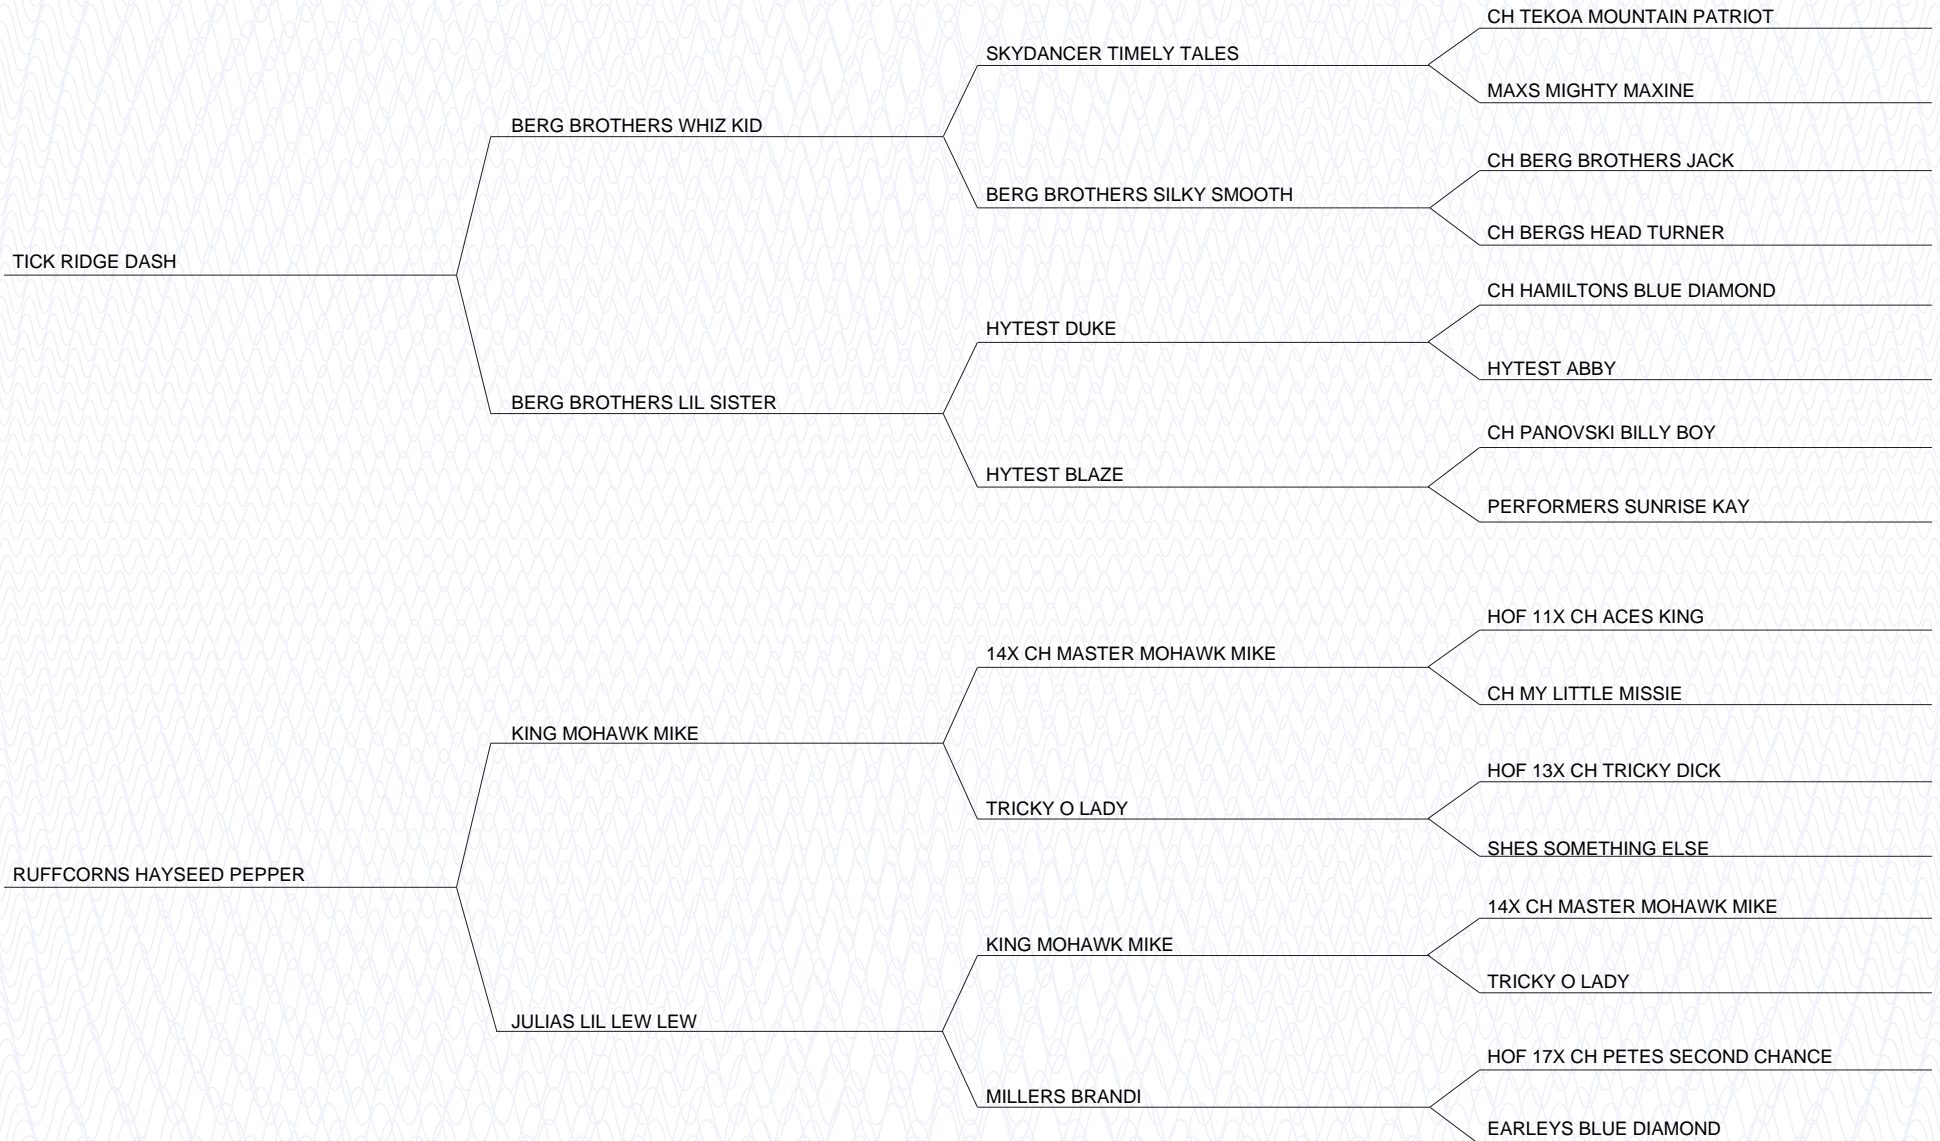 CH TEKOA MOUNTAIN PATRIOT
SKYDANCER TIMELY TALES
MAXS MIGHTY MAXINE
BERG BROTHERS WHIZ KID
CH BERG BROTHERS JACK
BERG BROTHERS SILKY SMOOTH
CH BERGS HEAD TURNER
TICK RIDGE DASH
CH HAMILTONS BLUE DIAMOND
HYTEST DUKE
HYTEST ABBY
BERG BROTHERS LIL SISTER
CH PANOVSKI BILLY BOY
HYTEST BLAZE
PERFORMERS SUNRISE KAY
HOF 11X CH ACES KING
14X CH MASTER MOHAWK MIKE
CH MY LITTLE MISSIE
KING MOHAWK MIKE
HOF 13X CH TRICKY DICK
TRICKY O LADY
SHES SOMETHING ELSE
RUFFCORNS HAYSEED PEPPER
14X CH MASTER MOHAWK MIKE
KING MOHAWK MIKE
TRICKY O LADY
JULIAS LIL LEW LEW
HOF 17X CH PETES SECOND CHANCE
MILLERS BRANDI
EARLEYS BLUE DIAMOND